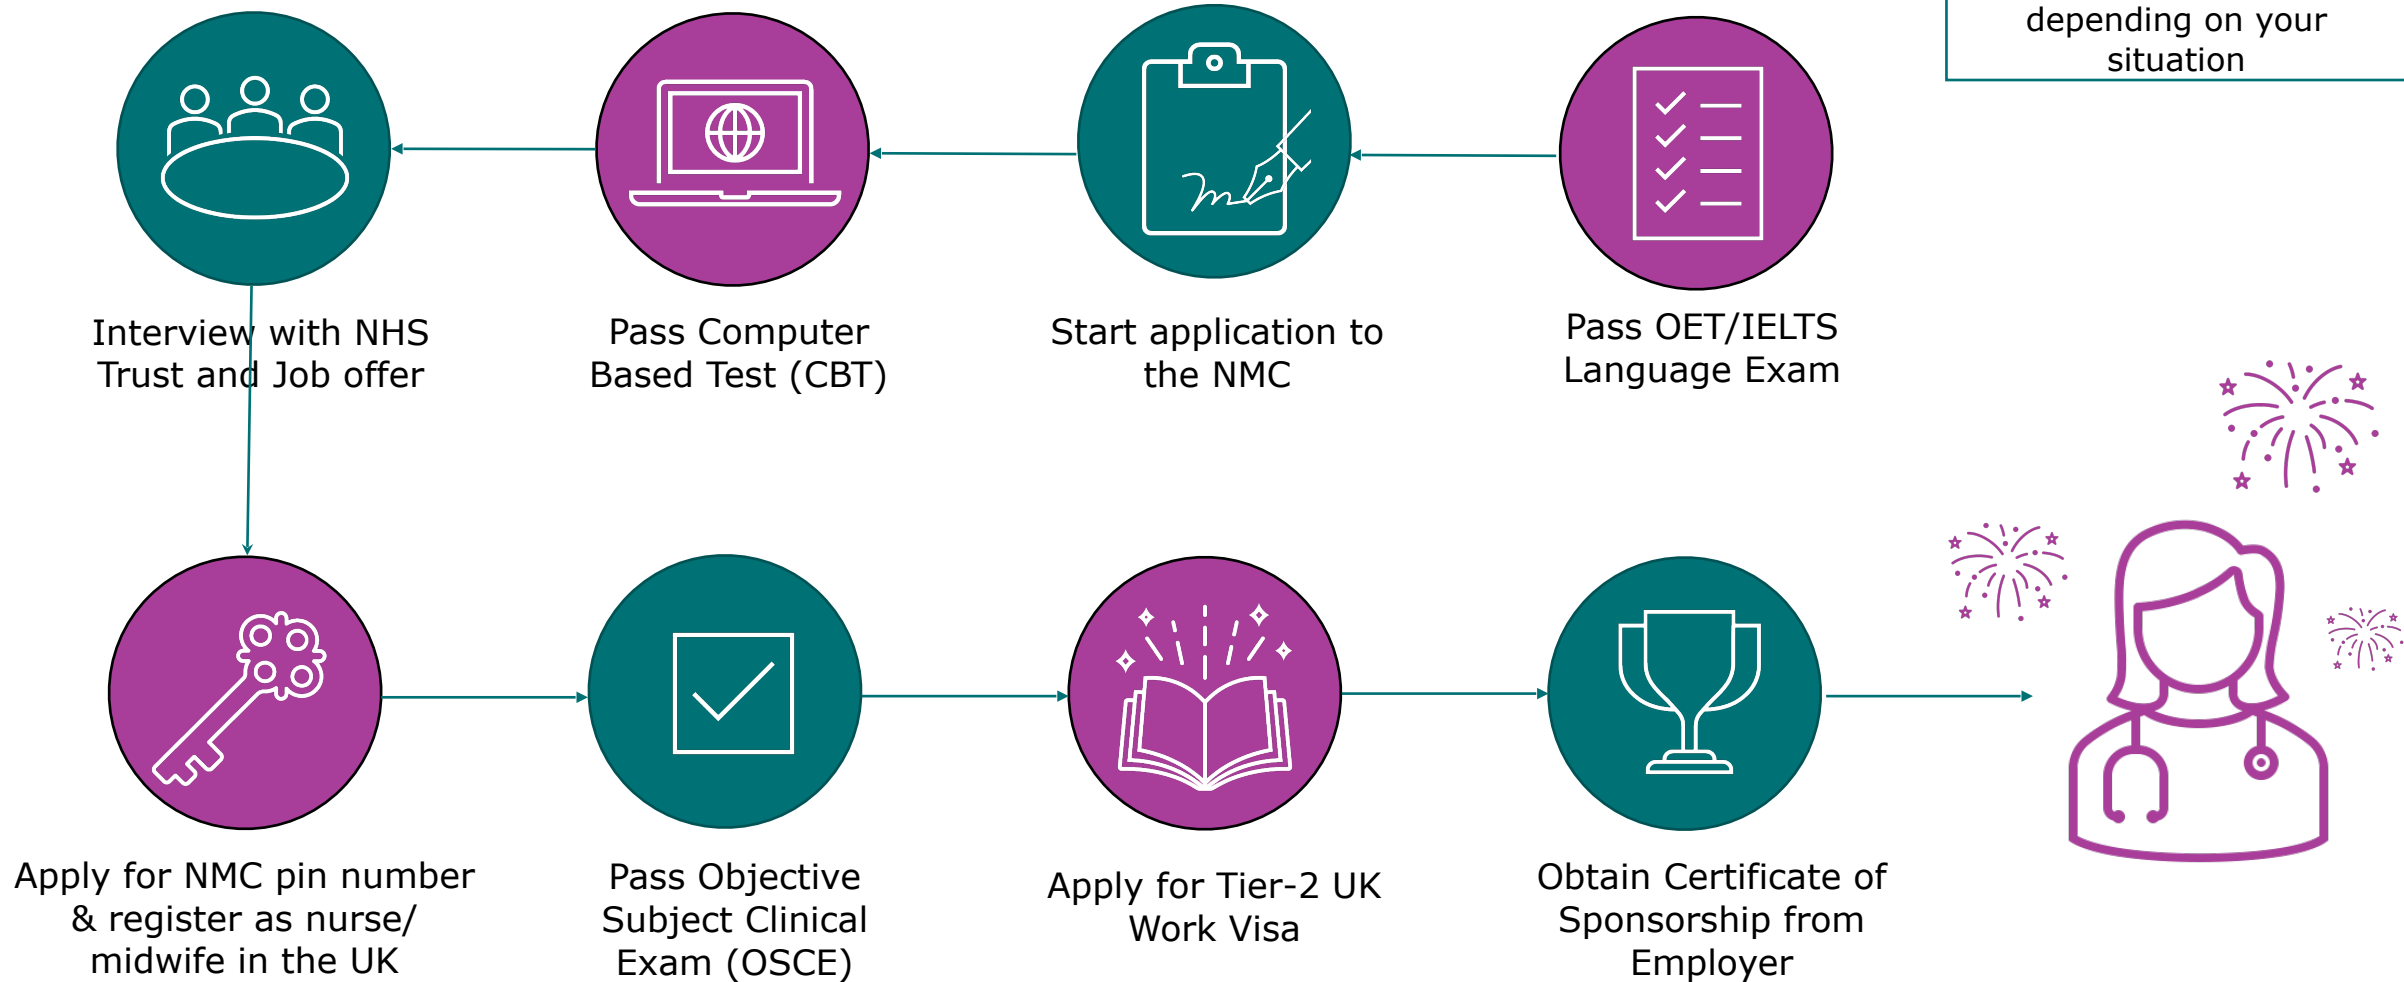 depending on your
situation
Pass OET/IELTS
Language Exam
Start application to
the NMC
Pass Computer
Based Test (CBT)
Interview with NHS
Trust and Job offer
Apply for NMC pin number
& register as nurse/
midwife in the UK
Pass Objective
Subject Clinical
Exam (OSCE)
Apply for Tier-2 UK
Work Visa
Obtain Certificate of
Sponsorship from
Employer